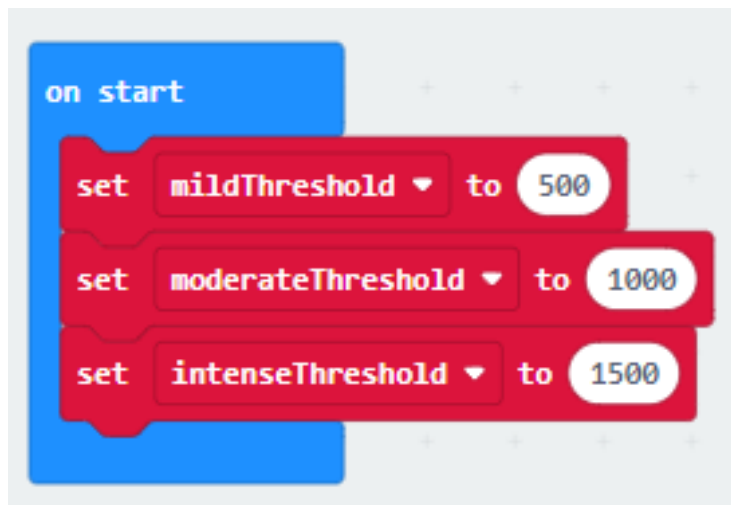 on start
set mildThreshold to 500
set moderateThreshold to 1000
set intenseThreshold to 1500